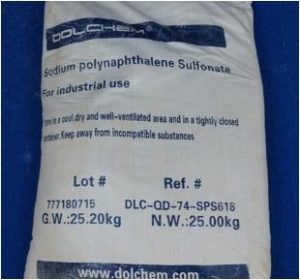 DOLCHEM
Sodium polynaphthalene Sulfonate
For industrial use
in a cool,dry and well-ventilated area and in a tightly closed
Keep away from incompatible substances
Lot # Ref. #
777180715 DLC-QD-74-SPS618
G.W.:25.20kg N.W.:25.00kg
www.dolchem.com